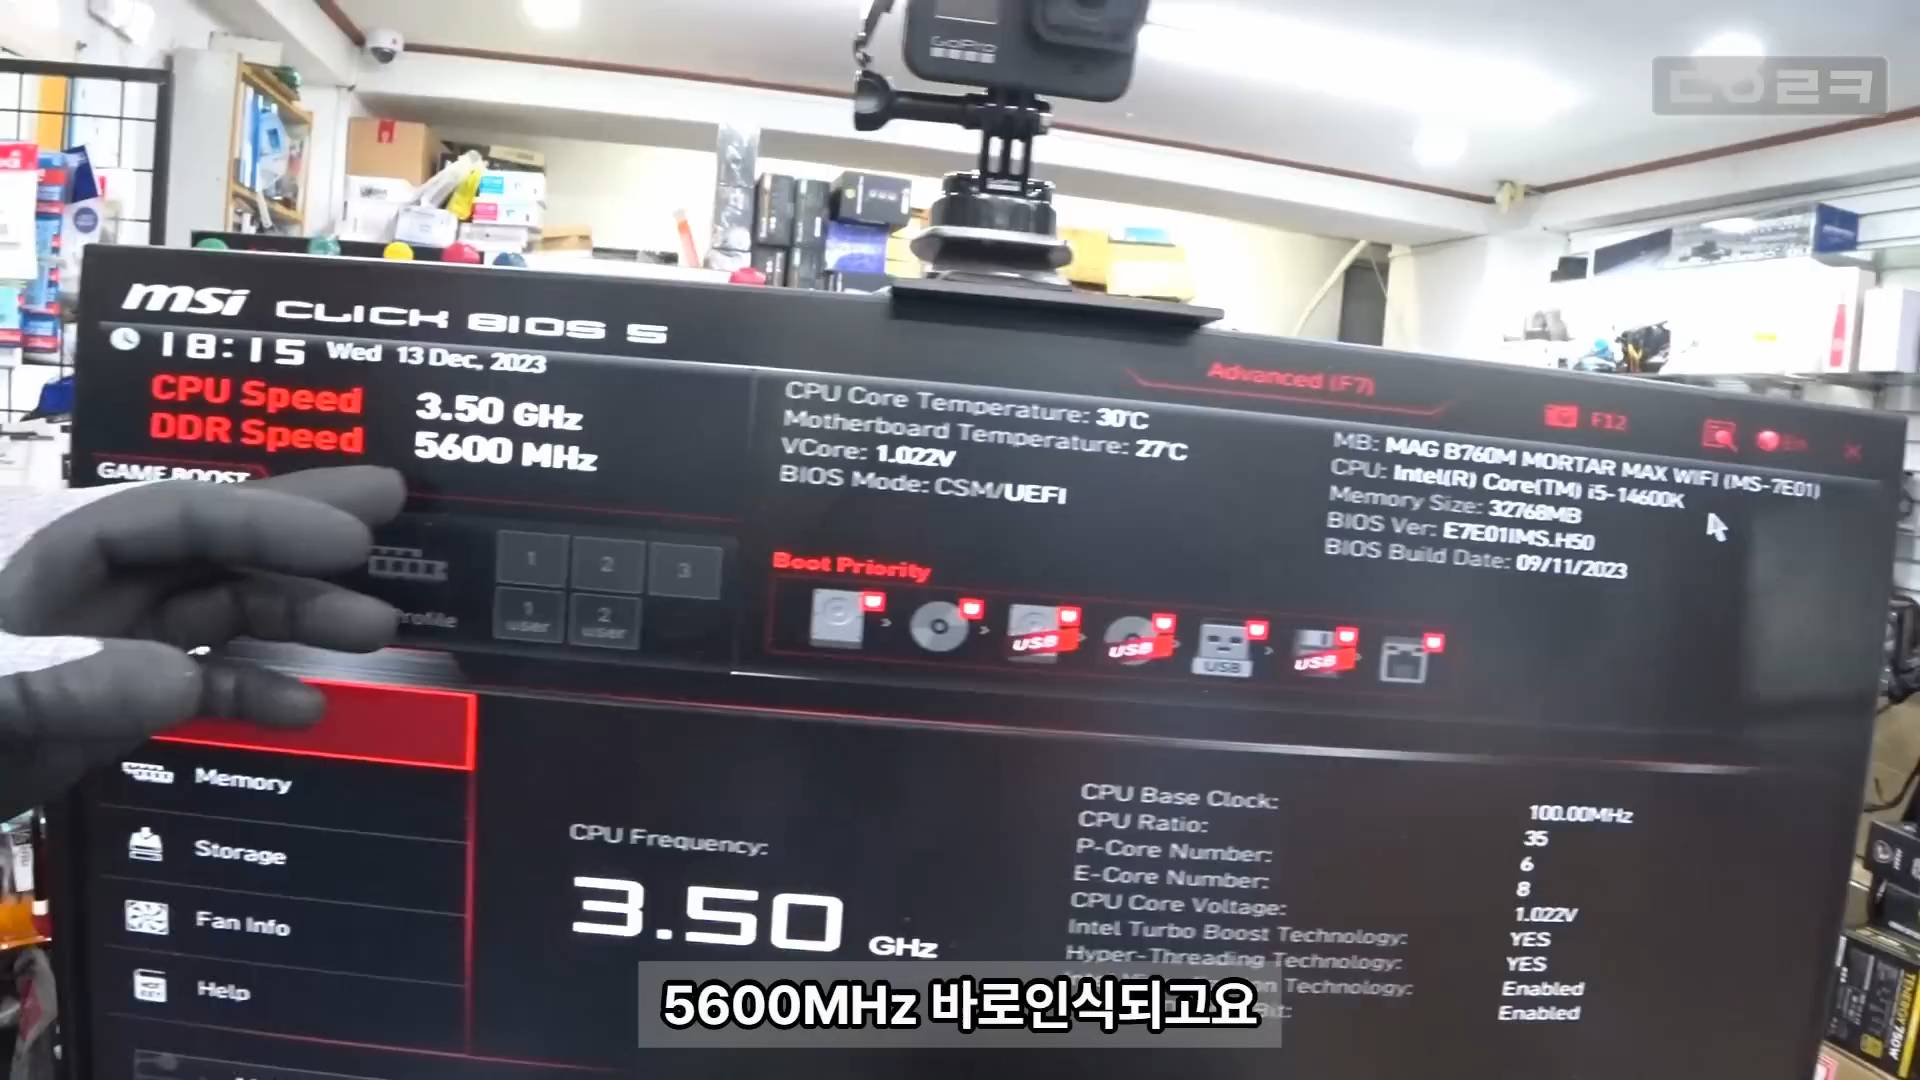 GoPro
CLICK BIOS 5
msi
18:15 Wed 13 Dec, 2023
CPU Speed 3.50 GHz
DDR Speed 5600 MHz
GAME BOOST
CPU Core Temperature: 30°C
Motherboard Temperature: 27°C
VCore: 1.022V
BIOS Mode: CSM/UEFI
Advanced (F7)
F12
En
MB: MAG B760M MORTAR MAX WIFI (MS-7E01)
CPU: Intel(R) Core(TM) i5-14600K
Memory Size: 32768MB
BIOS Ver: E7E01IMS.H50
BIOS Build Date: 09/11/2023
1 2 3
1 user 2 user
Boot Priority
USB USB USB USB
Memory
Storage
Fan Info
Help
CPU Frequency:
3.50 GHz
CPU Base Clock: 100.00MHz
CPU Ratio: 35
P-Core Number: 6
E-Core Number: 8
CPU Core Voltage: 1.022V
Intel Turbo Boost Technology: YES
Hyper-Threading Technology: YES
Technology: Enabled
Enabled
5600MHz 바로인식되고요